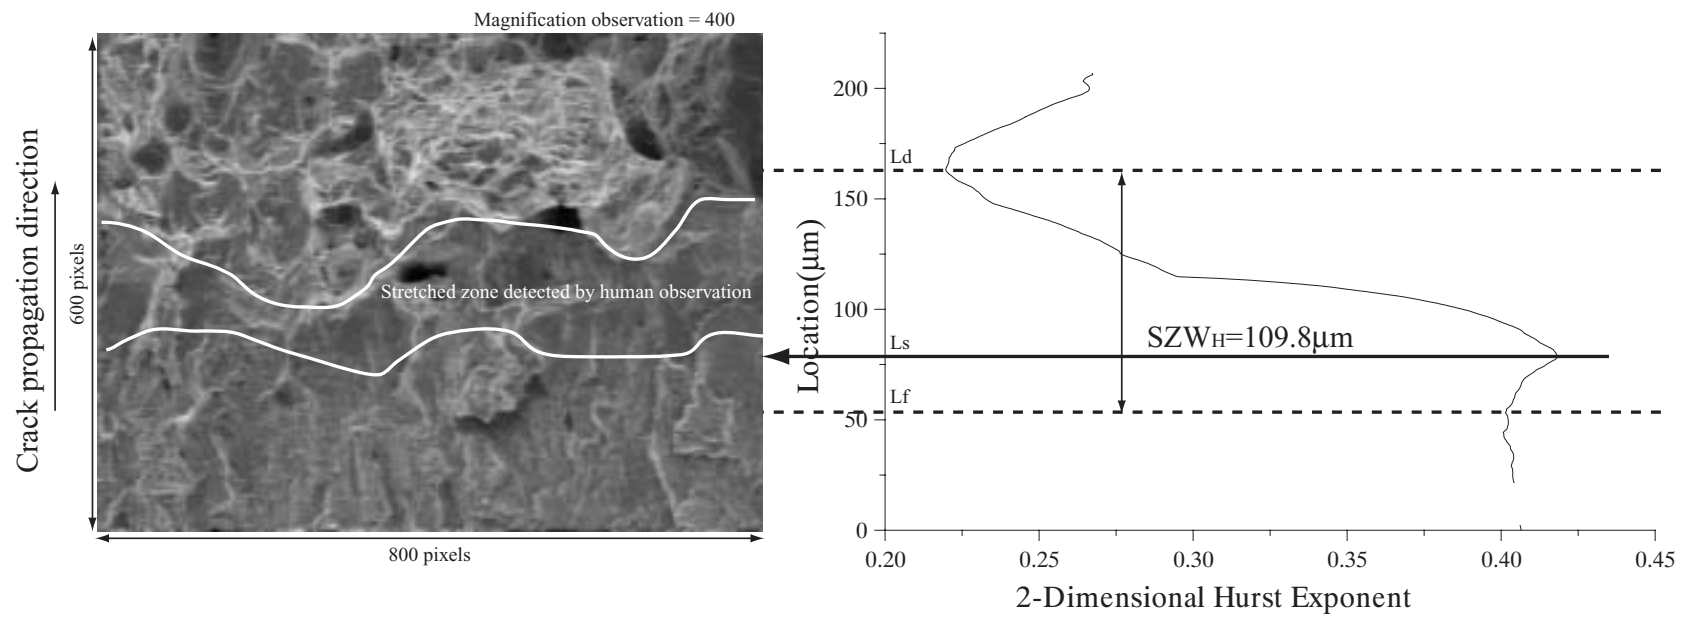 Magnification observation = 400
Crack propagation direction
600 pixels
Stretched zone detected by human observation
800 pixels
Location(μm)
200
150
100
50
0
Ld
Ls
Lf
SZWH=109.8μm
0.20 0.25 0.30 0.35 0.40 0.45
2-Dimensional Hurst Exponent